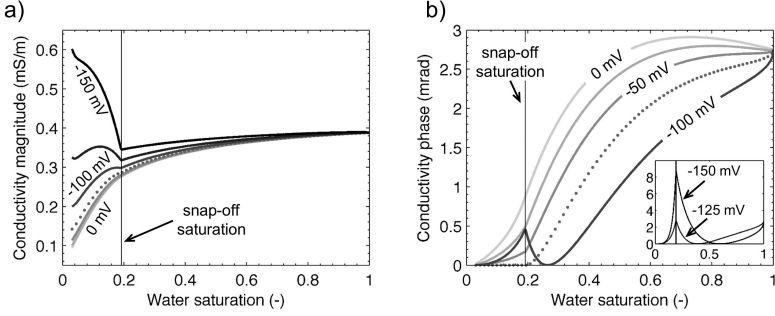 a)
Conductivity magnitude (mS/m)
0.6
0.5
0.4
0.3
0.2
0.1
-150 mV
-100 mV
0 mV
snap-off
saturation
0
0.2
0.4
0.6
0.8
1
Water saturation (-)
b)
Conductivity phase (mrad)
3
2.5
2
1.5
1
0.5
0
snap-off
saturation
0 mV
-50 mV
-100 mV
8
6
4
2
0
-150 mV
-125 mV
0
0.5
1
0
0.2
0.4
0.6
0.8
1
Water saturation (-)